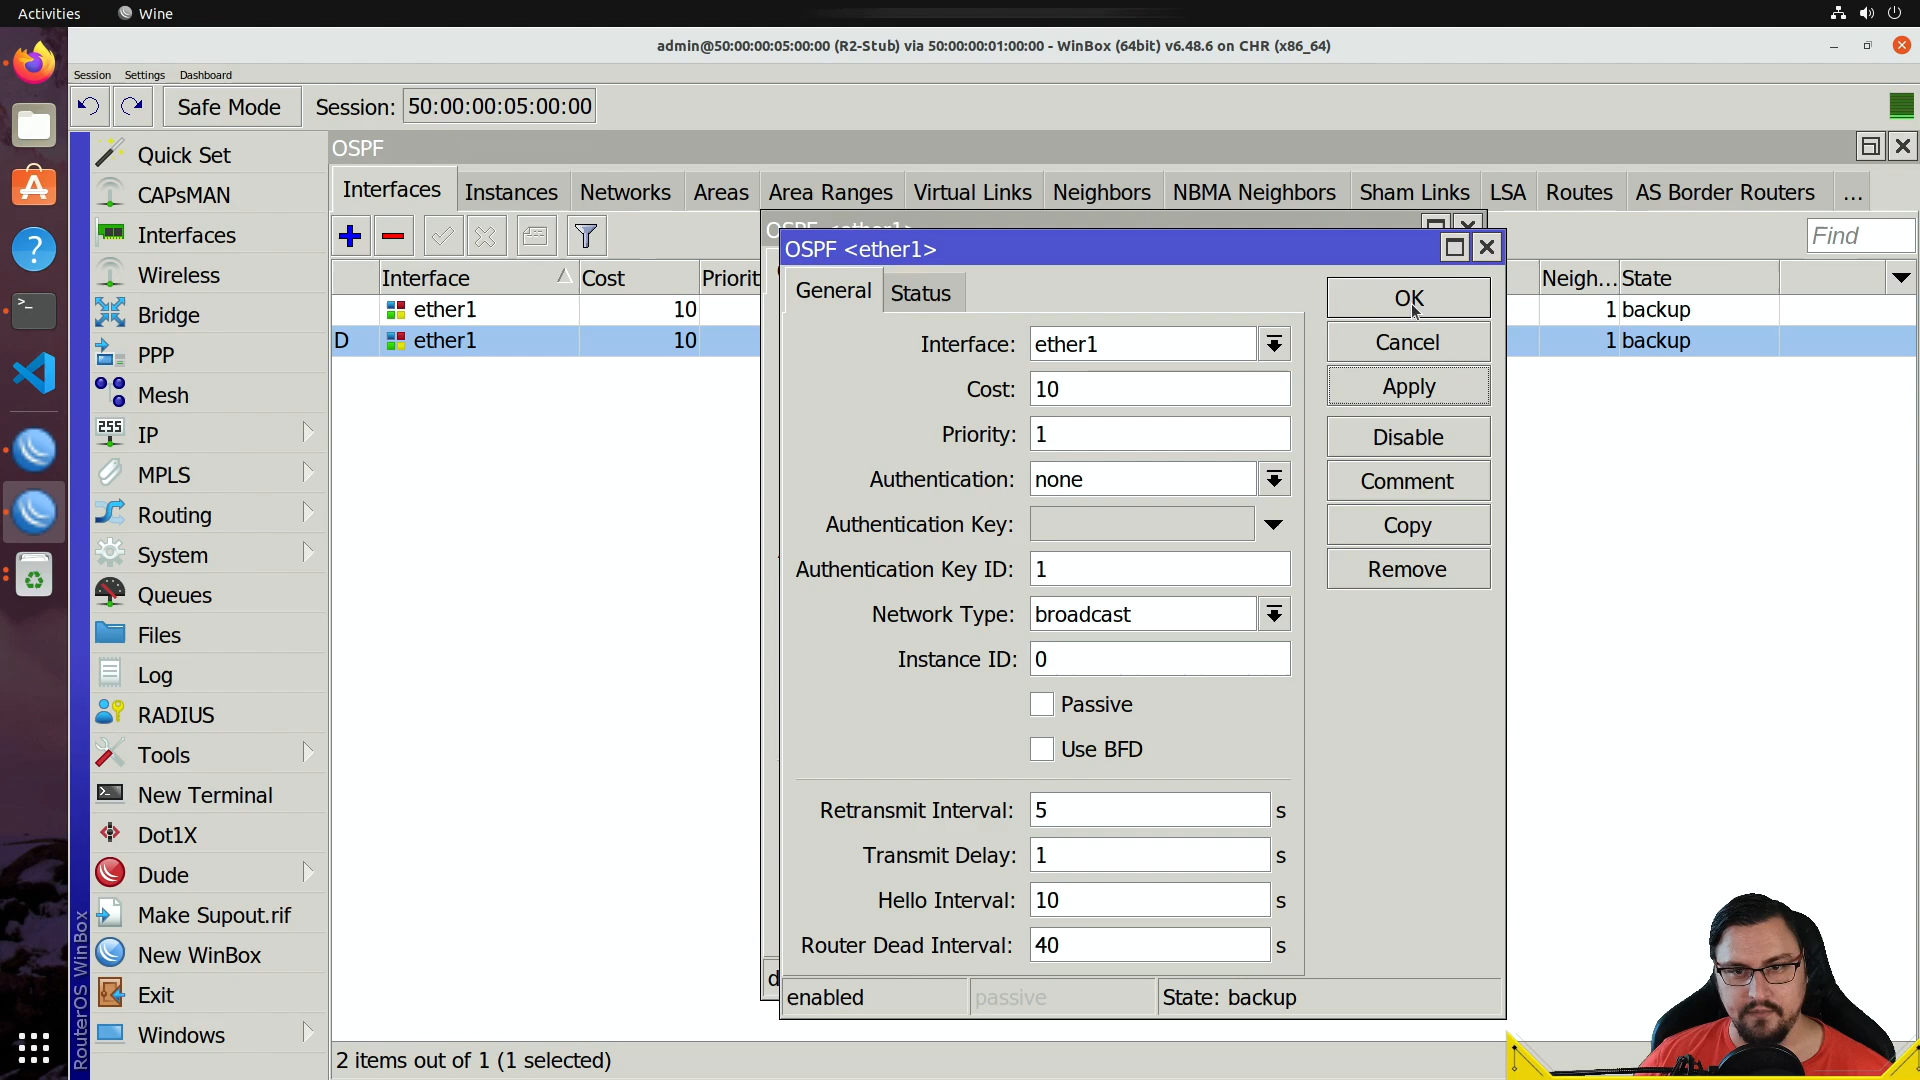 Activities
Wine
admin@50:00:00:05:00:00 (R2-Stub) via 50:00:00:01:00:00 - WinBox (64bit) v6.48.6 on CHR (x86_64)
Session Settings Dashboard
Safe Mode
Session: 50:00:00:05:00:00
Quick Set
CAPsMAN
Interfaces
Wireless
Bridge
PPP
Mesh
255
IP
MPLS
Routing
System
Queues
Files
Log
RADIUS
Tools
New Terminal
Dot1X
Dude
Make Supout.rif
New WinBox
Exit
Windows
RouterOS WinBox
OSPF
Interfaces Instances Networks Areas Area Ranges Virtual Links Neighbors NBMA Neighbors Sham Links LSA Routes AS Border Routers ...
Find
Interface Cost Priorit Neigh... State
ether1 10 1 backup
D ether1 10 1 backup
OSPF <ether1>
General Status
Interface: ether1
Cost: 10
Priority: 1
Authentication: none
Authentication Key:
Authentication Key ID: 1
Network Type: broadcast
Instance ID: 0
Passive
Use BFD
Retransmit Interval: 5 s
Transmit Delay: 1 s
Hello Interval: 10 s
Router Dead Interval: 40 s
OK
Cancel
Apply
Disable
Comment
Copy
Remove
enabled passive State: backup
2 items out of 1 (1 selected)